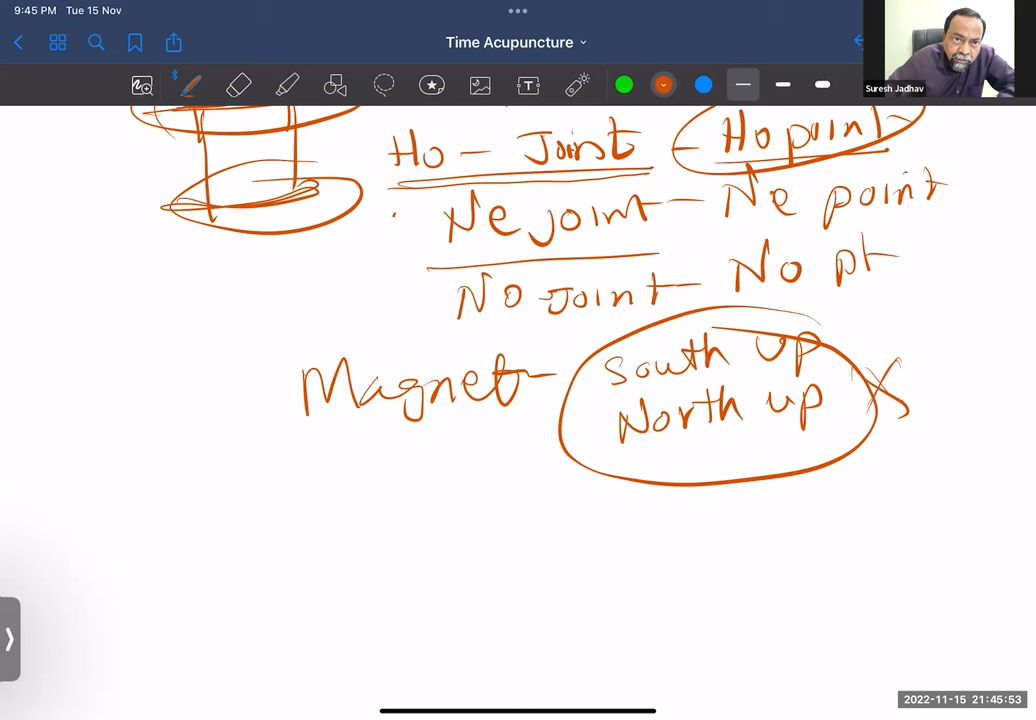 9:45 PM Tue 15 Nov
Time Acupuncture
Suresh Jadhav
Ho - Joint - Ho point
Ne joint - Ne point
No Joint - No pt
Magnet - South up
North up X
2022-11-15 21:45:53